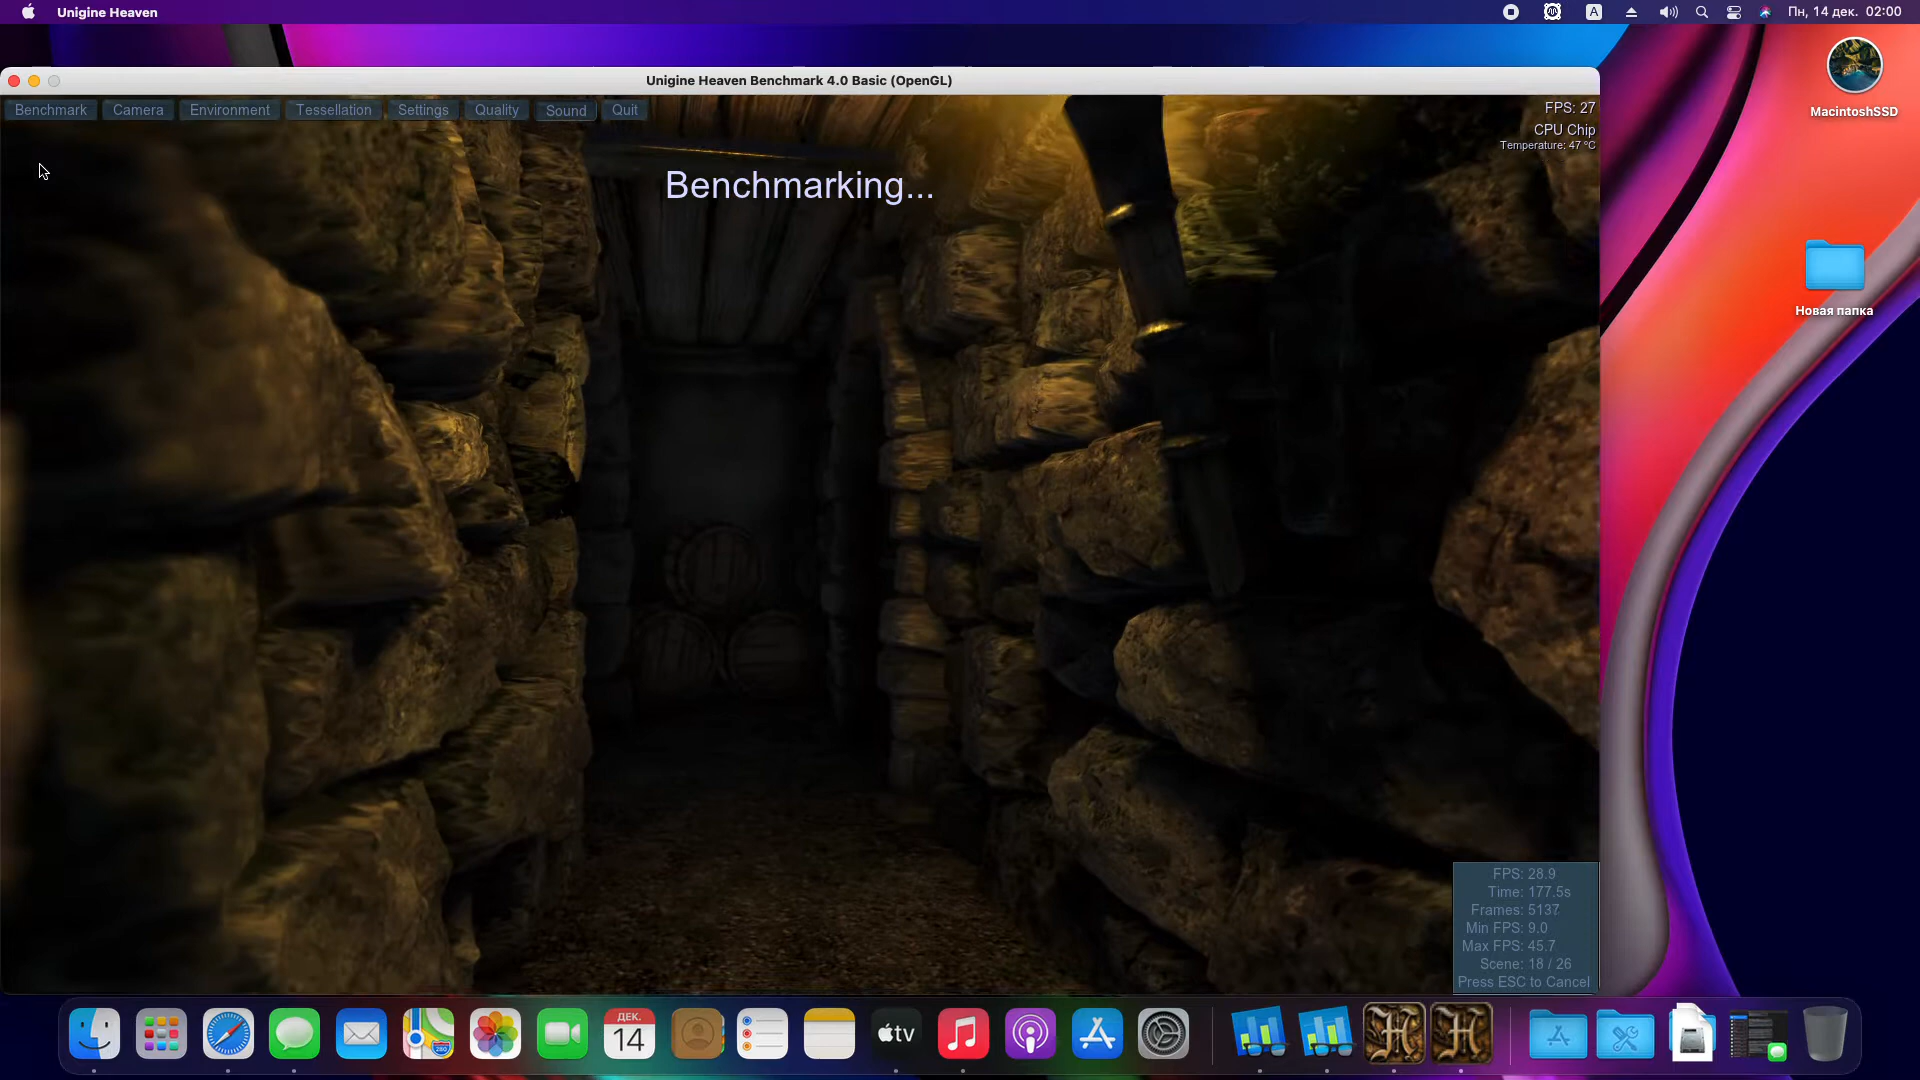 Unigine Heaven
A
Пн, 14 дек. 02:00
Unigine Heaven Benchmark 4.0 Basic (OpenGL)
Benchmark Camera Environment Tessellation Settings Quality Sound Quit
FPS: 27
CPU Chip
Temperature: 47 °C
Benchmarking...
MacintoshSSD
Новая папка
FPS: 28.9
Time: 177.5s
Frames: 5137
Min FPS: 9.0
Max FPS: 45.7
Scene: 18 / 26
Press ESC to Cancel
ДЕК.
14
280
tv